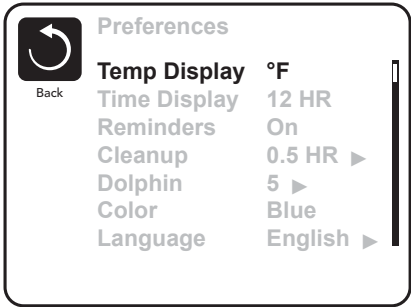 Preferences
Back
Temp Display °F
Time Display 12 HR
Reminders On
Cleanup 0.5 HR ▶
Dolphin 5 ▶
Color Blue
Language English ▶